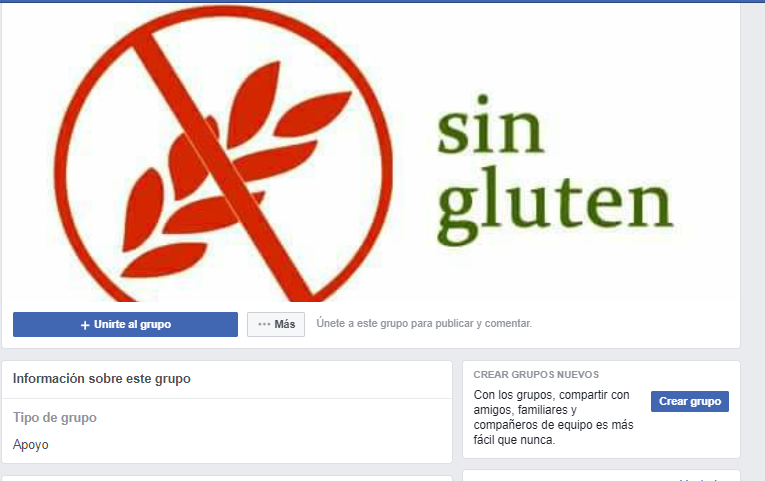 sin
gluten
+ Unirte al grupo
••• Más
Únete a este grupo para publicar y comentar.
Información sobre este grupo
Tipo de grupo
Apoyo
CREAR GRUPOS NUEVOS
Con los grupos, compartir con
amigos, familiares y
compañeros de equipo es más
fácil que nunca.
Crear grupo